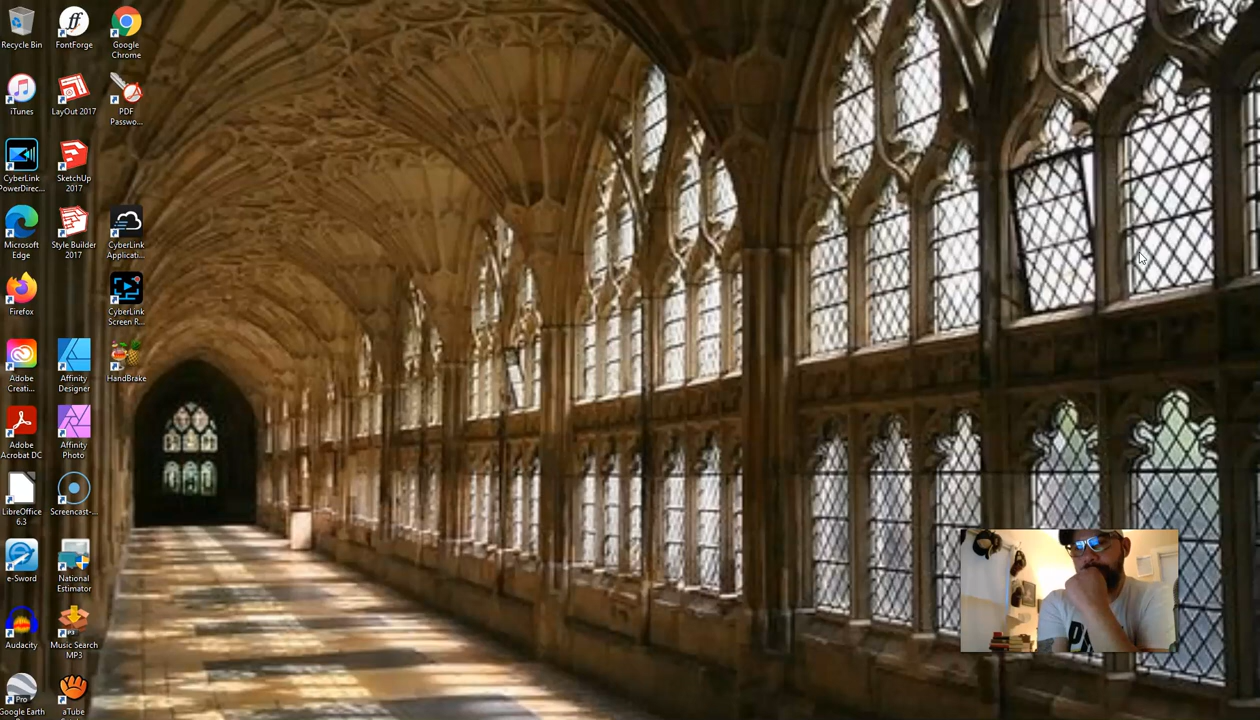 Recycle Bin
FontForge
Google
Chrome
iTunes
LayOut 2017
PDF
Passwo...
CyberLink
PowerDirec...
SketchUp
2017
Microsoft
Edge
Style Builder
2017
CyberLink
Applicati...
Firefox
CyberLink
Screen R...
Adobe
Creati...
Affinity
Designer
HandBrake
Adobe
Acrobat DC
Affinity
Photo
LibreOffice
6.3
Screencast-...
e-Sword
National
Estimator
Audacity
Music Search
MP3
Pro
Google Earth
aTube